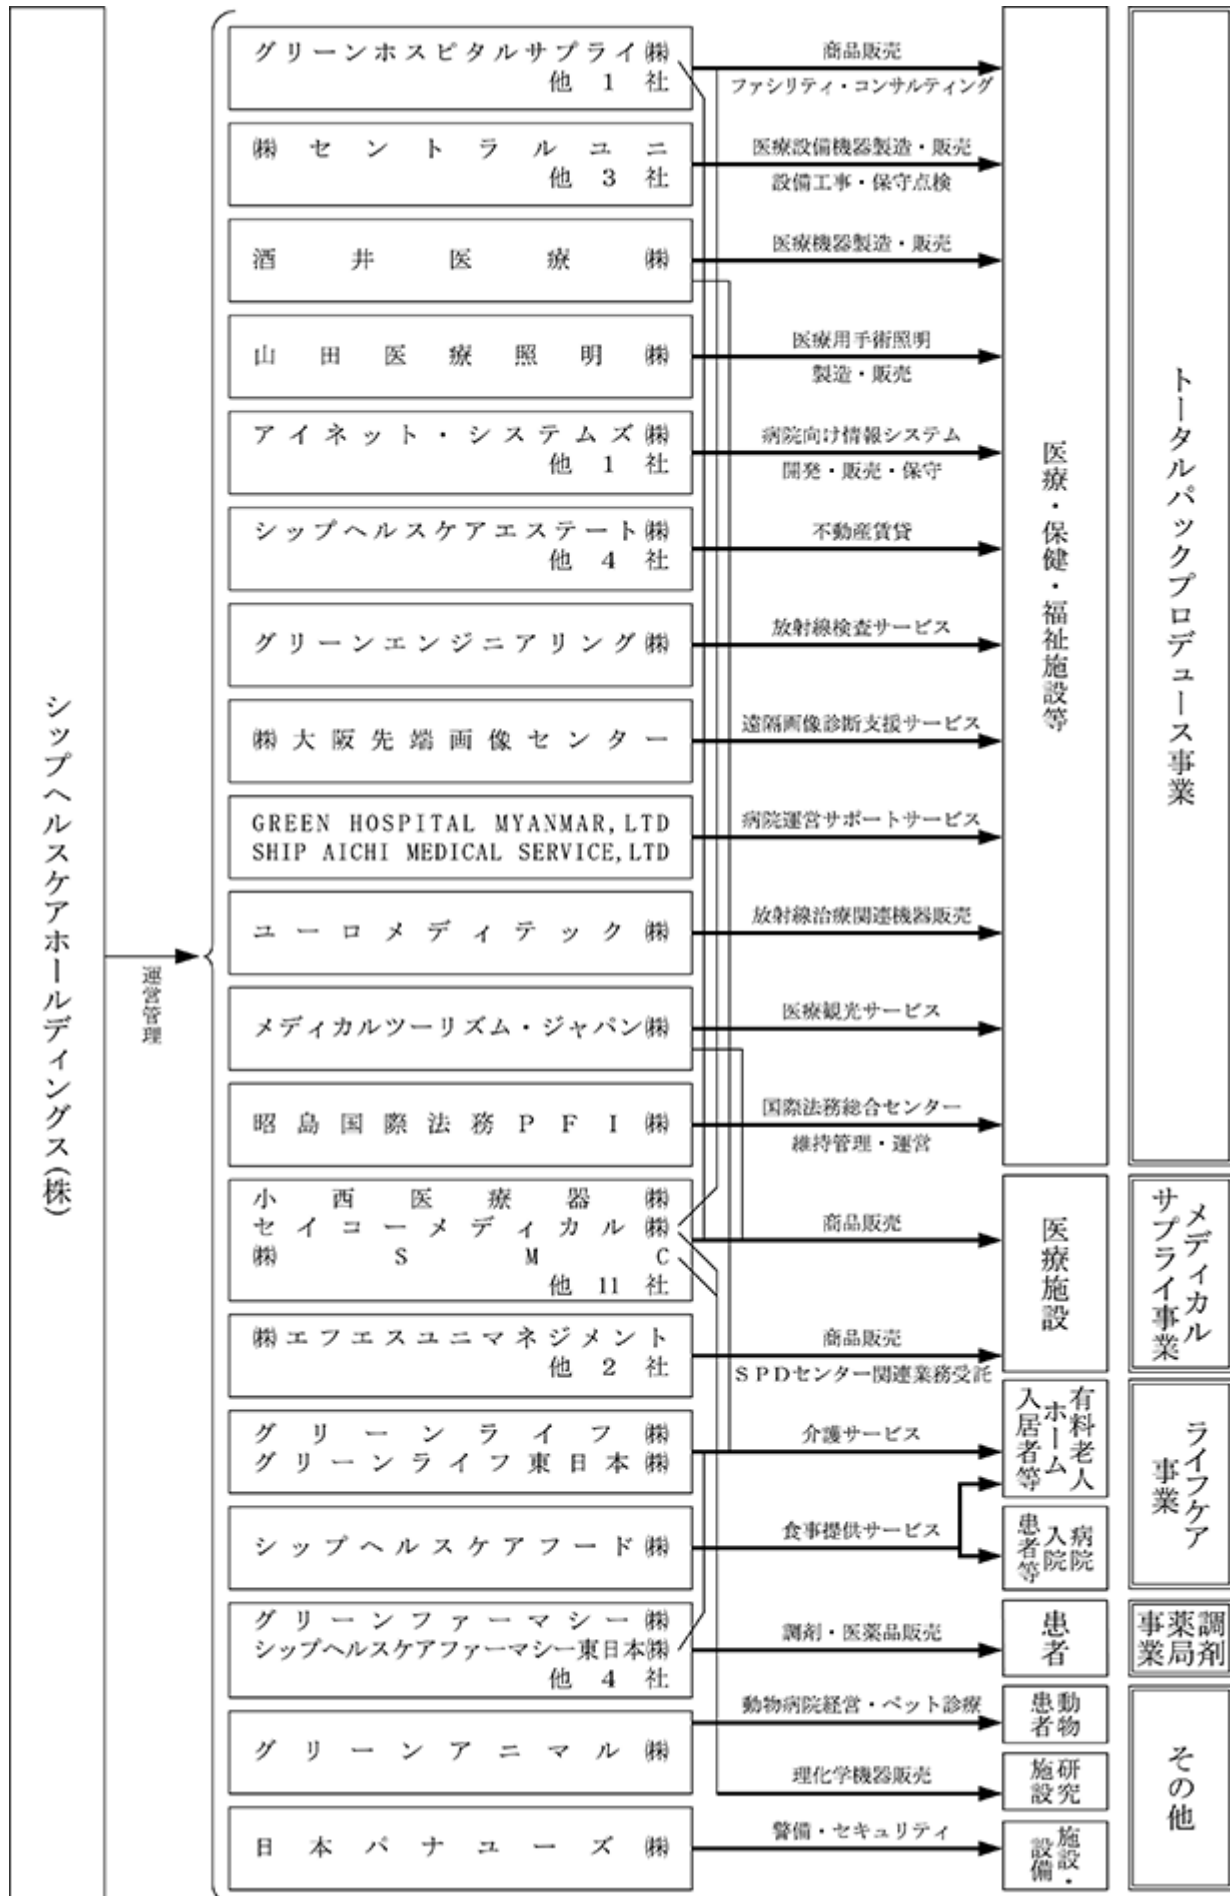 シップヘルスケアホールディングス(株)
運営管理
グリーンホスピタルサプライ㈱
他 1 社
商品販売
ファシリティ・コンサルティング
㈱セントラルユニ
他 3 社
医療設備機器製造・販売
設備工事・保守点検
酒井医療㈱
医療機器製造・販売
山田医療照明㈱
医療用手術照明
製造・販売
アイネット・システムズ㈱
他 1 社
病院向け情報システム
開発・販売・保守
シップヘルスケアエステート㈱
他 4 社
不動産賃貸
グリーンエンジニアリング㈱
放射線検査サービス
㈱大阪先端画像センター
遠隔画像診断支援サービス
GREEN HOSPITAL MYANMAR,LTD
SHIP AICHI MEDICAL SERVICE,LTD
病院運営サポートサービス
ユーロメディテック㈱
放射線治療関連機器販売
メディカルツーリズム・ジャパン㈱
医療観光サービス
昭島国際法務PFI㈱
国際法務総合センター
維持管理・運営
医療・保健・福祉施設等
トータルパックプロデュース事業
小西医療器㈱
セイコーメディカル㈱
㈱SMC
他 11 社
商品販売
㈱エフエスユニマネジメント
他 2 社
商品販売
SPDセンター関連業務受託
医療施設
メディカル
サプライ事業
グリーンライフ㈱
グリーンライフ東日本㈱
介護サービス
有料老人
ホーム
入居者等
シップヘルスケアフード㈱
食事提供サービス
病院
入院
患者等
ライフケア
事業
グリーンファーマシー㈱
シップヘルスケアファーマシー東日本㈱
他 4 社
調剤・医薬品販売
患者
調剤
薬局
事業
グリーンアニマル㈱
動物病院経営・ペット診療
動物
患者
理化学機器販売
研究
施設
日本パナユーズ㈱
警備・セキュリティ
施設・
設備
その他